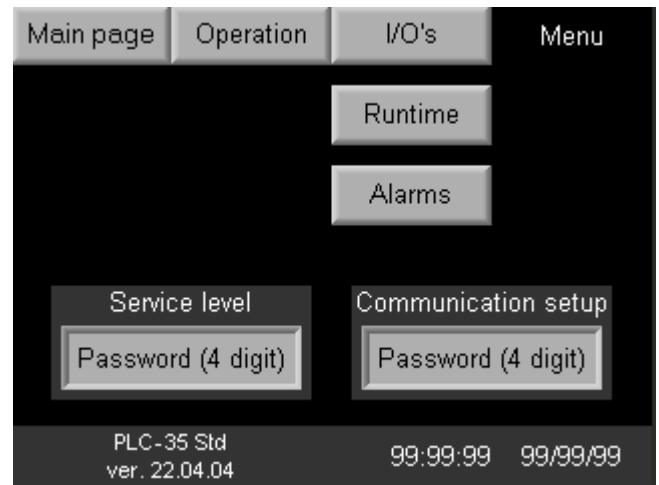 Main page Operation I/O's Menu
Runtime
Alarms
Service level Communication setup
Password (4 digit) Password (4 digit)
PLC-35 Std
ver. 22.04.04 99:99:99 99/99/99